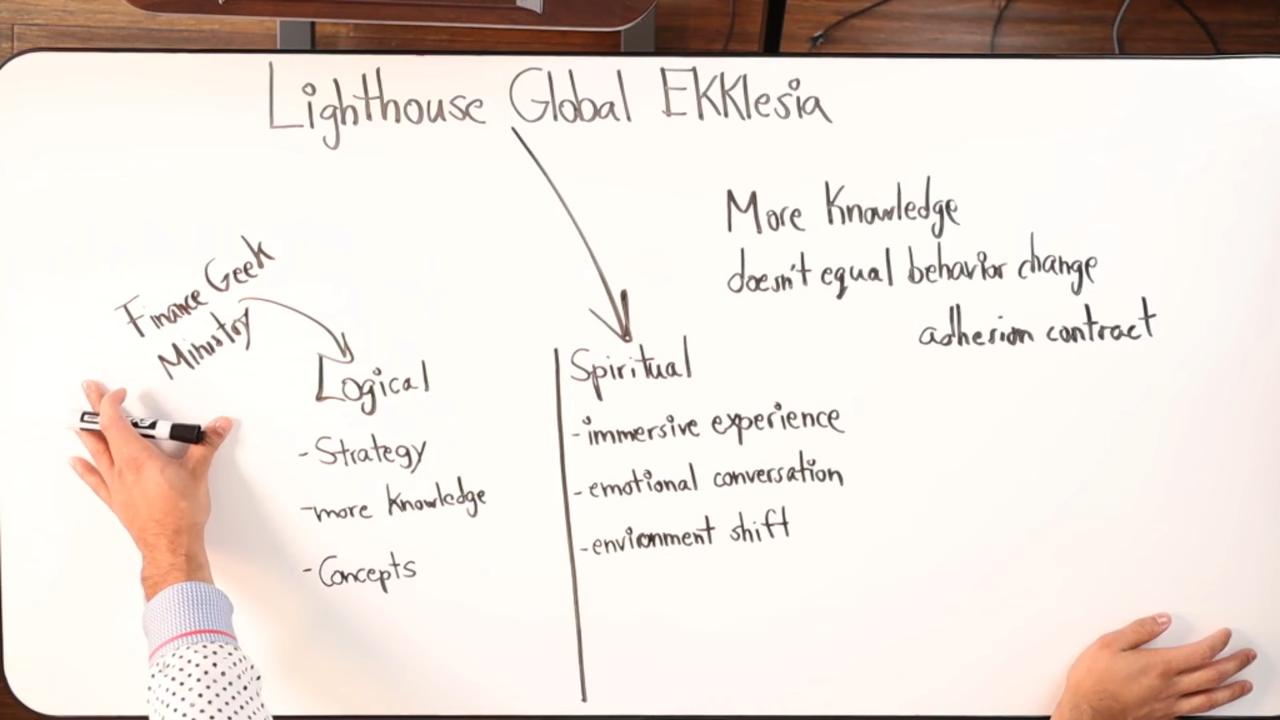 Lighthouse Global EKKlesia
More Knowledge
doesn't equal behavior change
adhesion contract
Finance Geek
Ministry
Logical
- Strategy
- more Knowledge
- Concepts
Spiritual
- immersive experience
- emotional conversation
- envionment shift